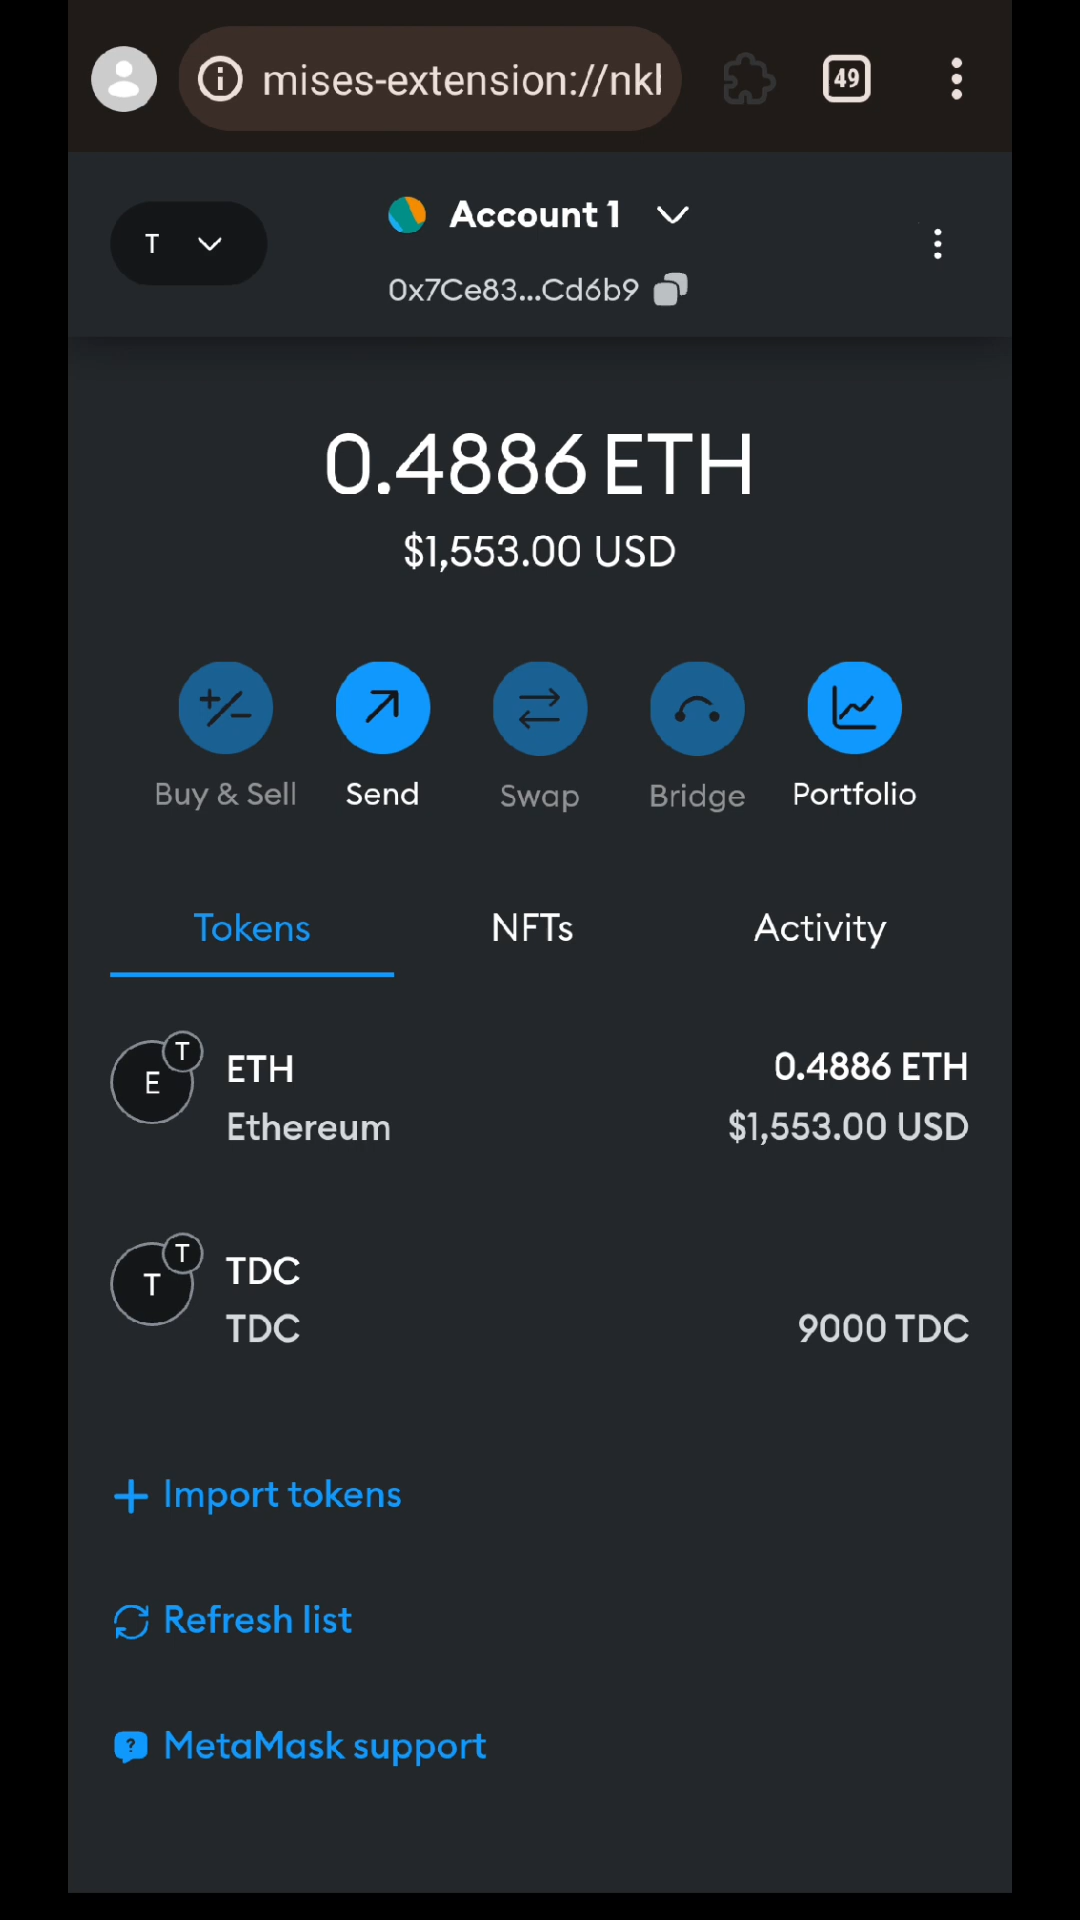 mises-extension://nkl
49
T
Account 1
0x7Ce83...Cd6b9
0.4886 ETH
$1,553.00 USD
Buy & Sell
Send
Swap
Bridge
Portfolio
Tokens
NFTs
Activity
T
E
ETH
0.4886 ETH
Ethereum
$1,553.00 USD
T
T
TDC
TDC
9000 TDC
Import tokens
Refresh list
MetaMask support